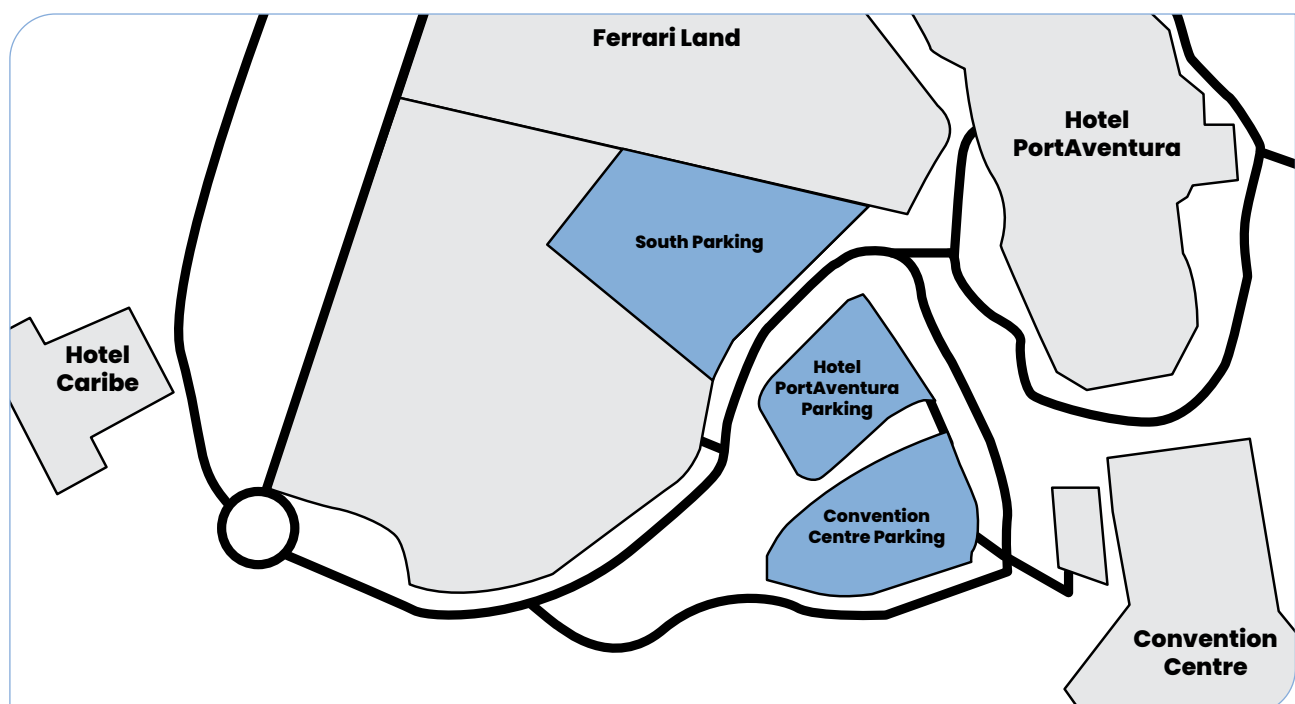 Ferrari Land
Hotel
PortAventura
South Parking
Hotel
Caribe
Hotel
PortAventura
Parking
Convention
Centre Parking
Convention
Centre